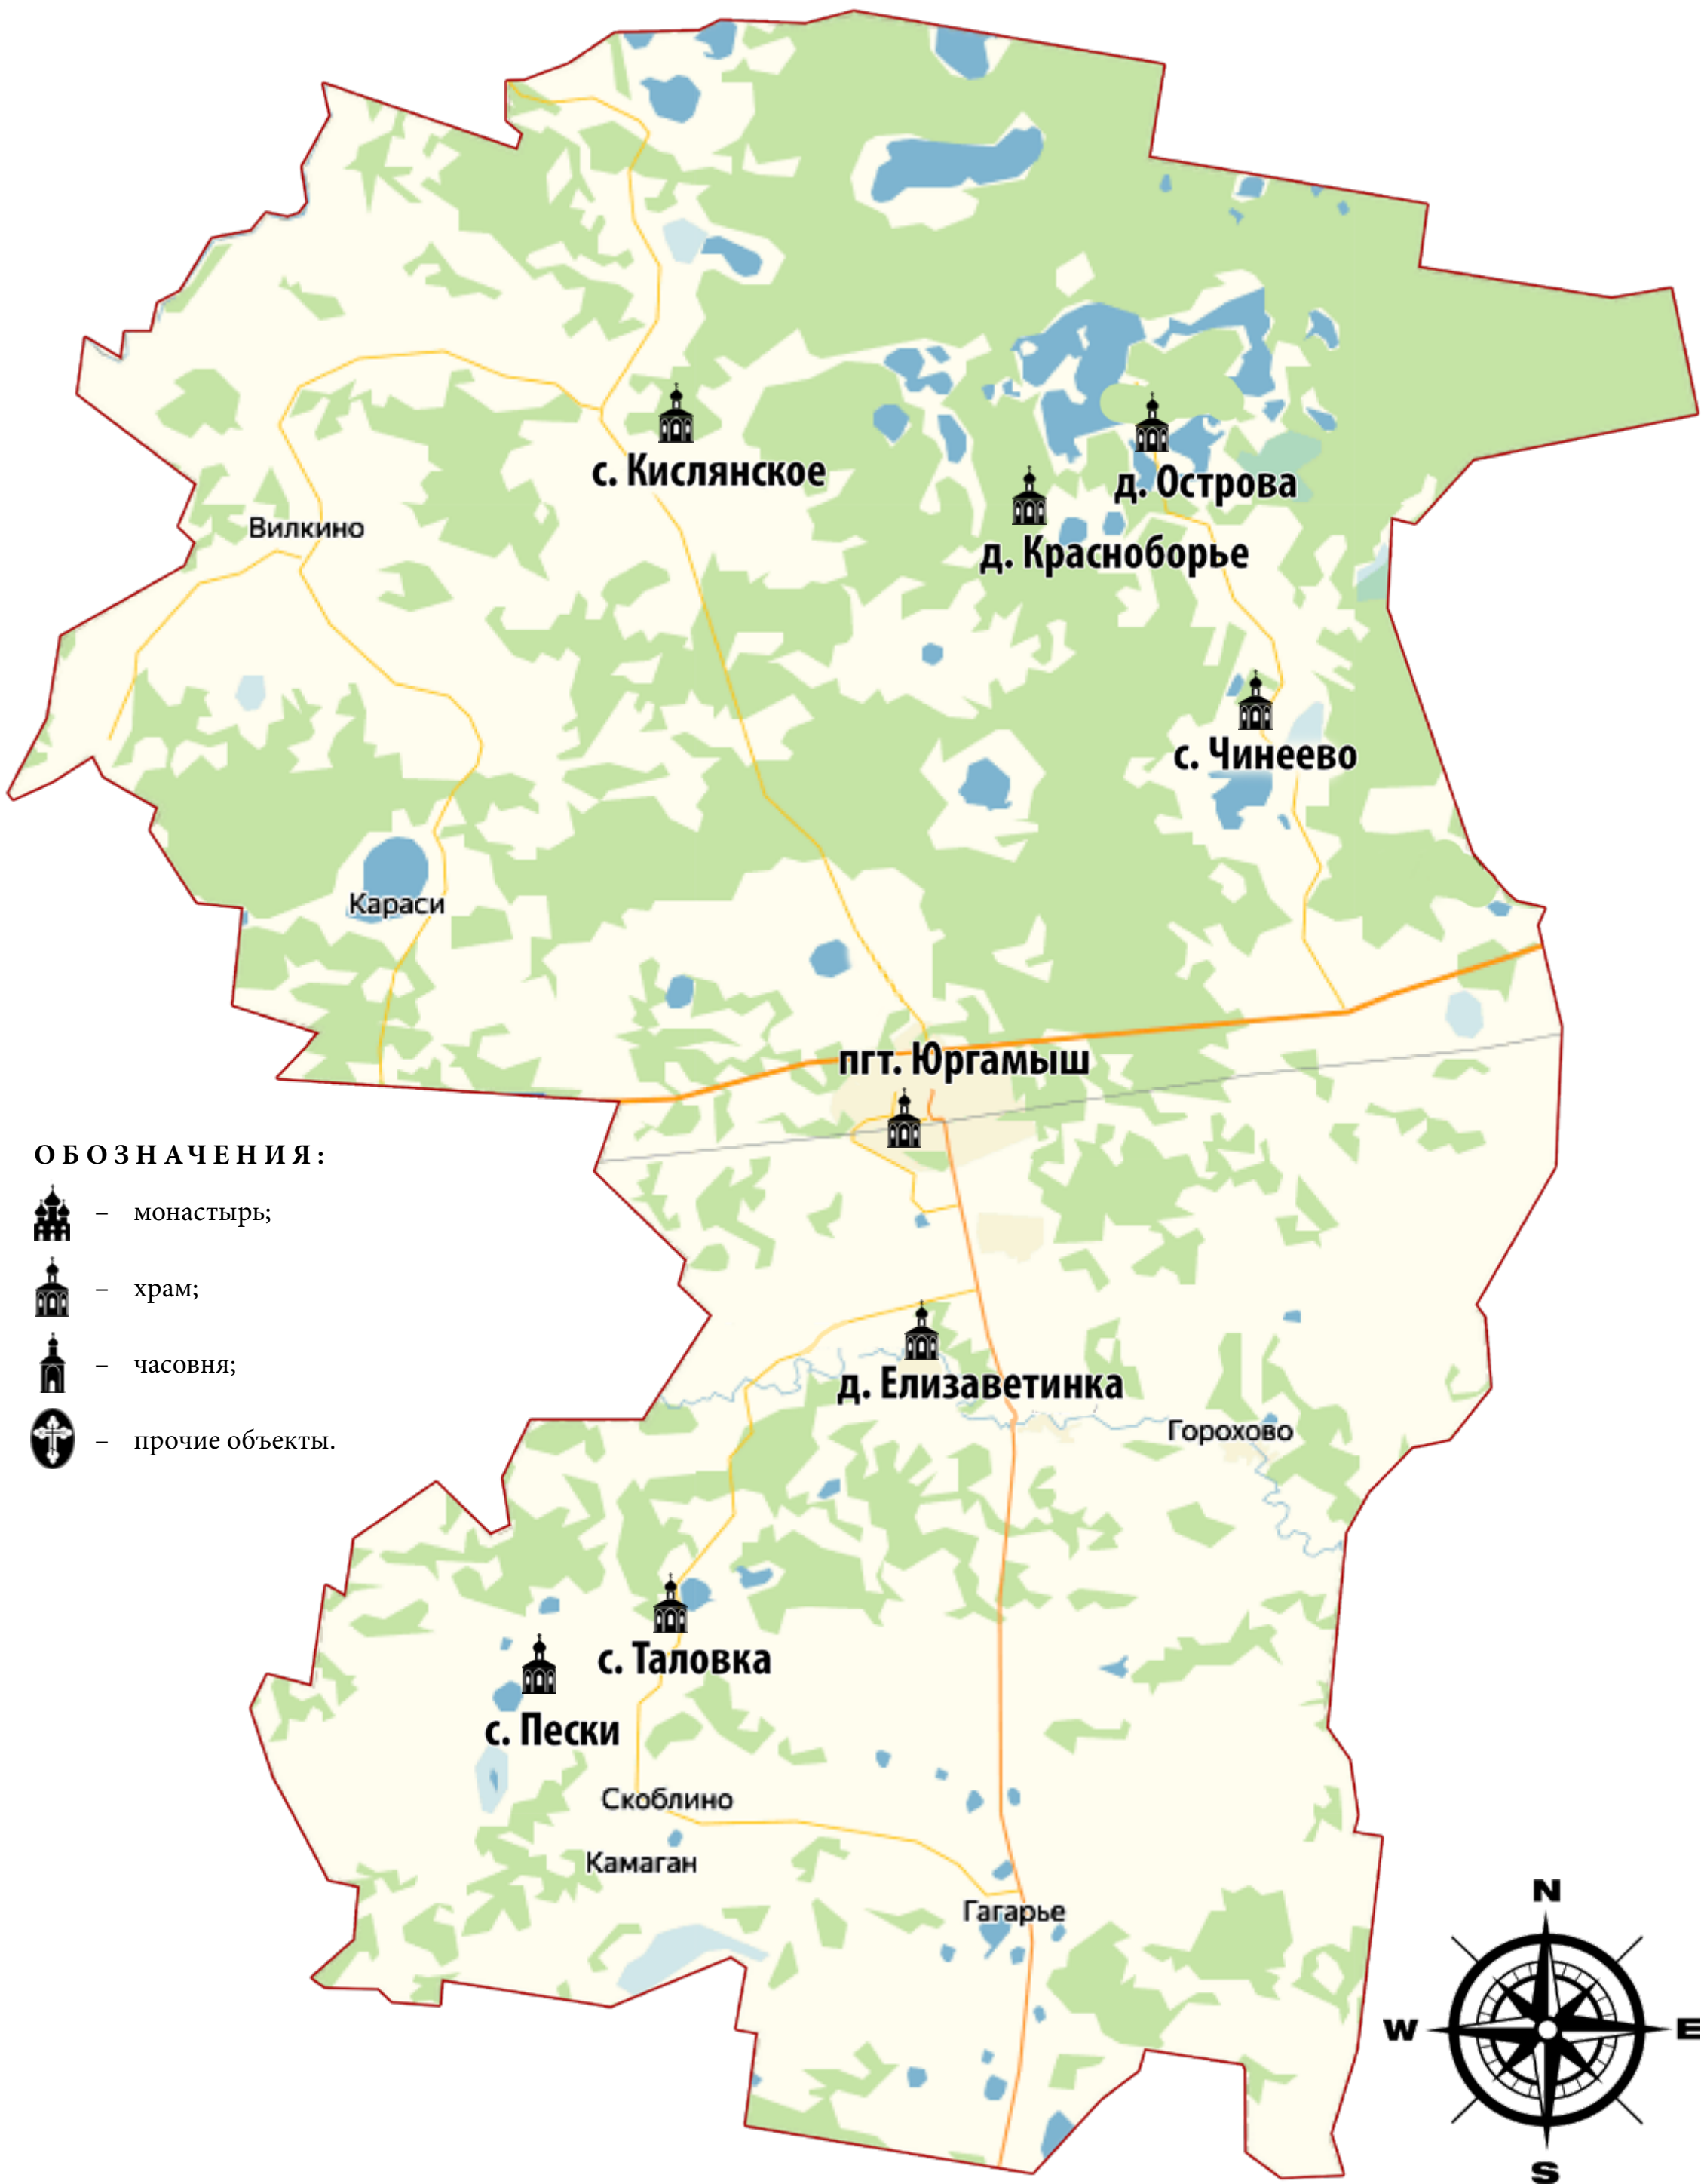 с. Кислянское
д. Острова
Вилкино
д. Красноборье
с. Чинеево
Караси
пгт. Юргамыш
ОБОЗНАЧЕНИЯ:
– монастырь;
– храм;
– часовня;
– прочие объекты.
д. Елизаветинка
Горохово
с. Таловка
с. Пески
Скоблино
Камаган
Гагарье
N
W
E
S